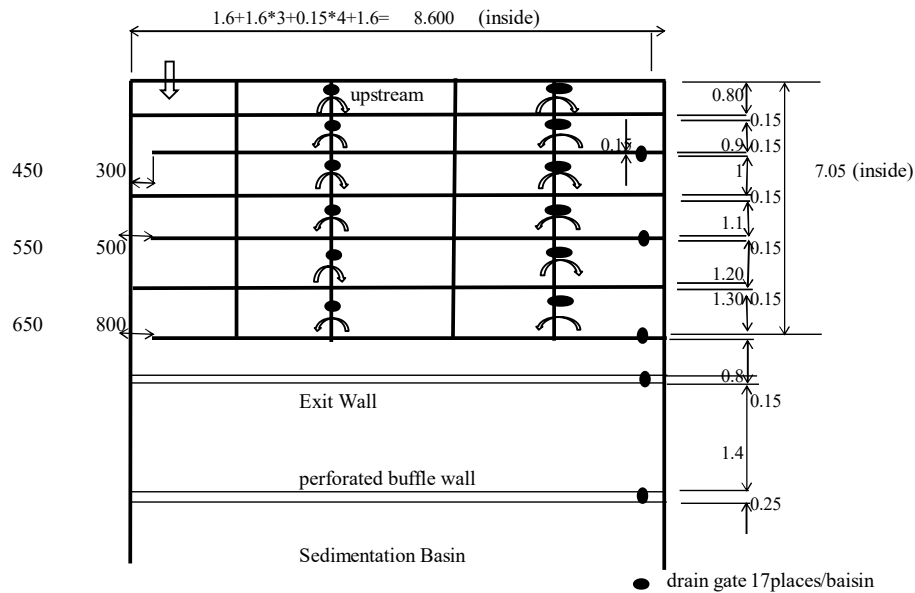 1.6+1.6*3+0.15*4+1.6= 8.600 (inside)
upstream
0.80
0.15
0.15
0.9
0.15
450 300
1
7.05 (inside)
0.15
1.1
550 500
0.15
1.20
1.30
0.15
650 800
0.8
Exit Wall
0.15
1.4
perforated buffle wall
0.25
Sedimentation Basin
drain gate 17places/baisin